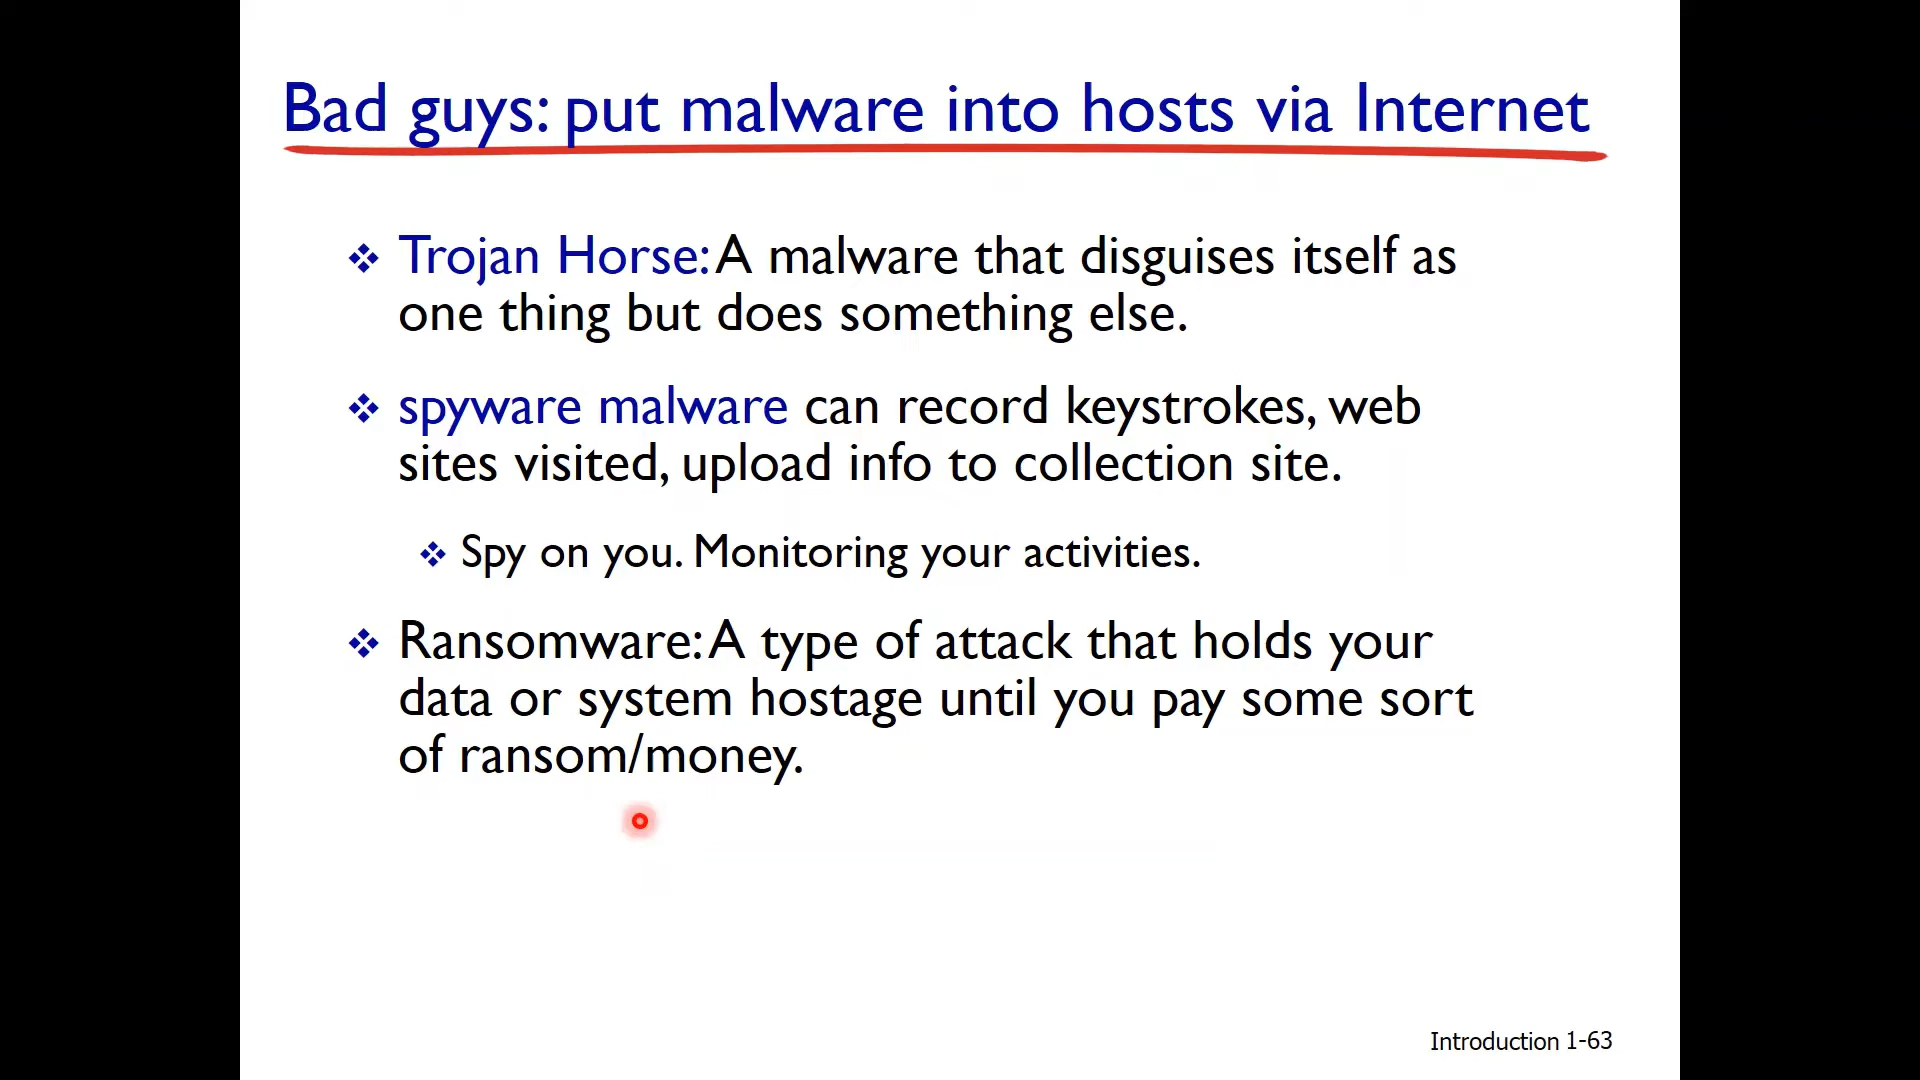 Bad guys: put malware into hosts via Internet
Trojan Horse: A malware that disguises itself as
one thing but does something else.
spyware malware can record keystrokes, web
sites visited, upload info to collection site.
Spy on you. Monitoring your activities.
Ransomware: A type of attack that holds your
data or system hostage until you pay some sort
of ransom/money.
Introduction 1-63